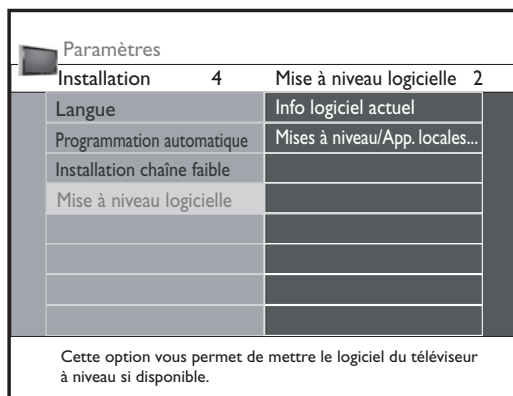 Paramètres
Installation 4 Mise à niveau logicielle 2
Langue Info logiciel actuel
Programmation automatique Mises à niveau/App. locales...
Installation chaîne faible
Mise à niveau logicielle
Cette option vous permet de mettre le logiciel du téléviseur
à niveau si disponible.